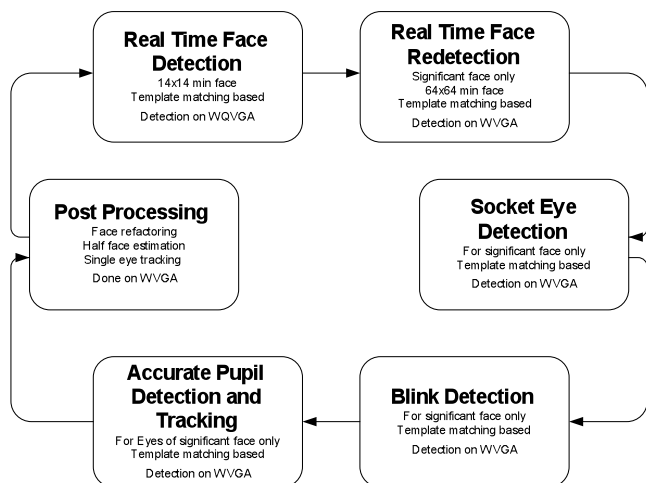 Real Time Face
Detection
14x14 min face
Template matching based
Detection on WQVGA
Real Time Face
Redetection
Significant face only
64x64 min face
Template matching based
Detection on WVGA
Socket Eye
Detection
For significant face only
Template matching based
Detection on WVGA
Blink Detection
For significant face only
Template matching based
Detection on WVGA
Accurate Pupil
Detection and
Tracking
For Eyes of significant face only
Template matching based
Detection on WVGA
Post Processing
Face refactoring
Half face estimation
Single eye tracking
Done on WVGA